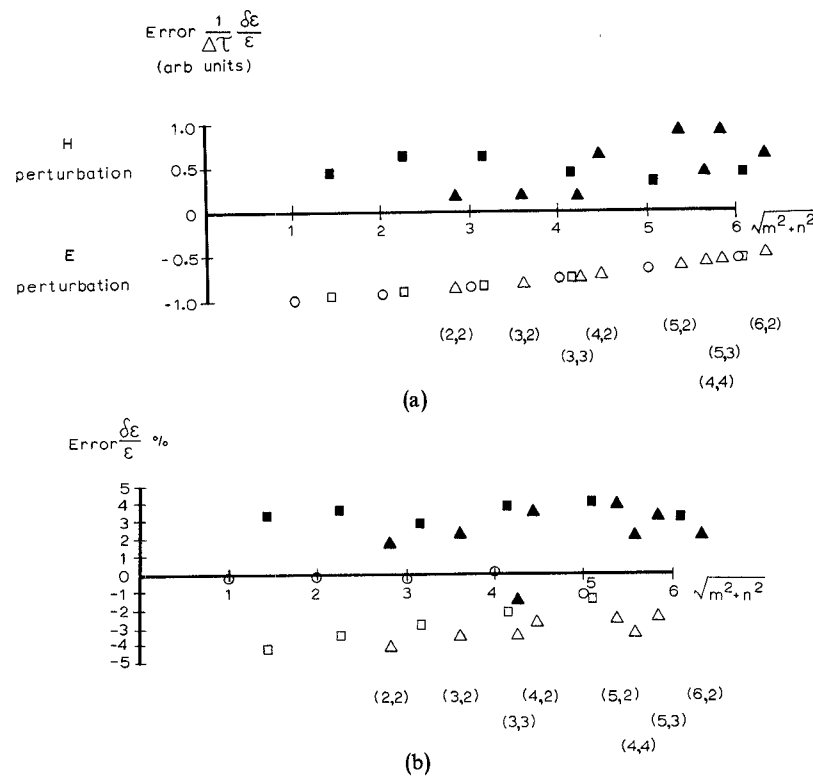 Error 1/Δτ δε/ε
(arb units)
H
perturbation
1.0
0.5
0
1 2 3 4 5 6 √m²+n²
E
perturbation
-0.5
-1.0
(2,2) (3,2) (4,2) (5,2) (6,2)
(3,3) (5,3)
(4,4)
(a)
Error δε/ε %
5
4
3
2
0
1 2 3 4 5 6 √m²+n²
-1
-2
-3
-4
-5
(2,2) (3,2) (4,2) (5,2) (6,2)
(3,3) (5,3)
(4,4)
(b)